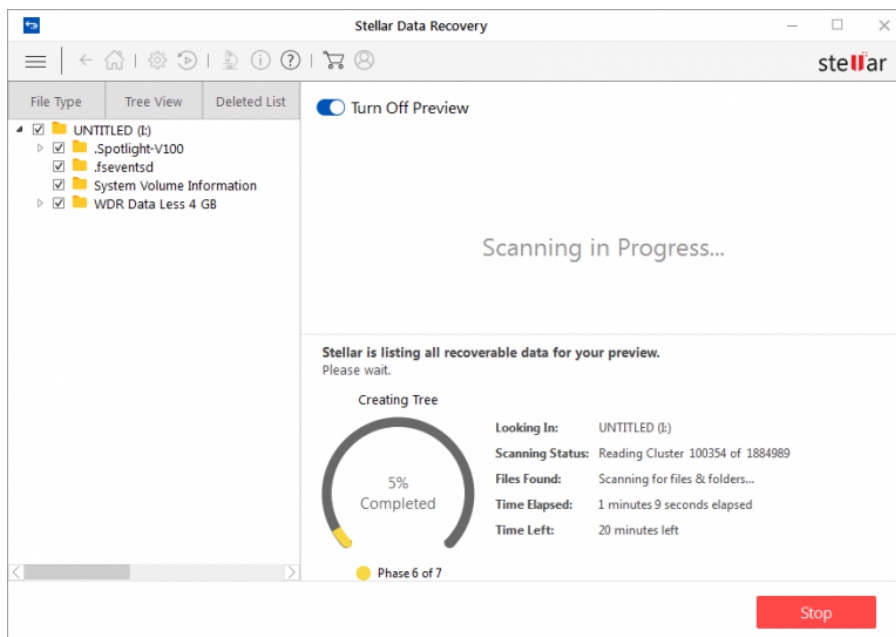 Stellar Data Recovery
stellar
File Type Tree View Deleted List
Turn Off Preview
UNTITLED (I:)
.Spotlight-V100
.fseventsd
System Volume Information
WDR Data Less 4 GB
Scanning in Progress...
Stellar is listing all recoverable data for your preview.
Please wait.
Creating Tree
5%
Completed
Phase 6 of 7
Looking In: UNTITLED (I:)
Scanning Status: Reading Cluster 100354 of 1884989
Files Found: Scanning for files & folders...
Time Elapsed: 1 minutes 9 seconds elapsed
Time Left: 20 minutes left
Stop